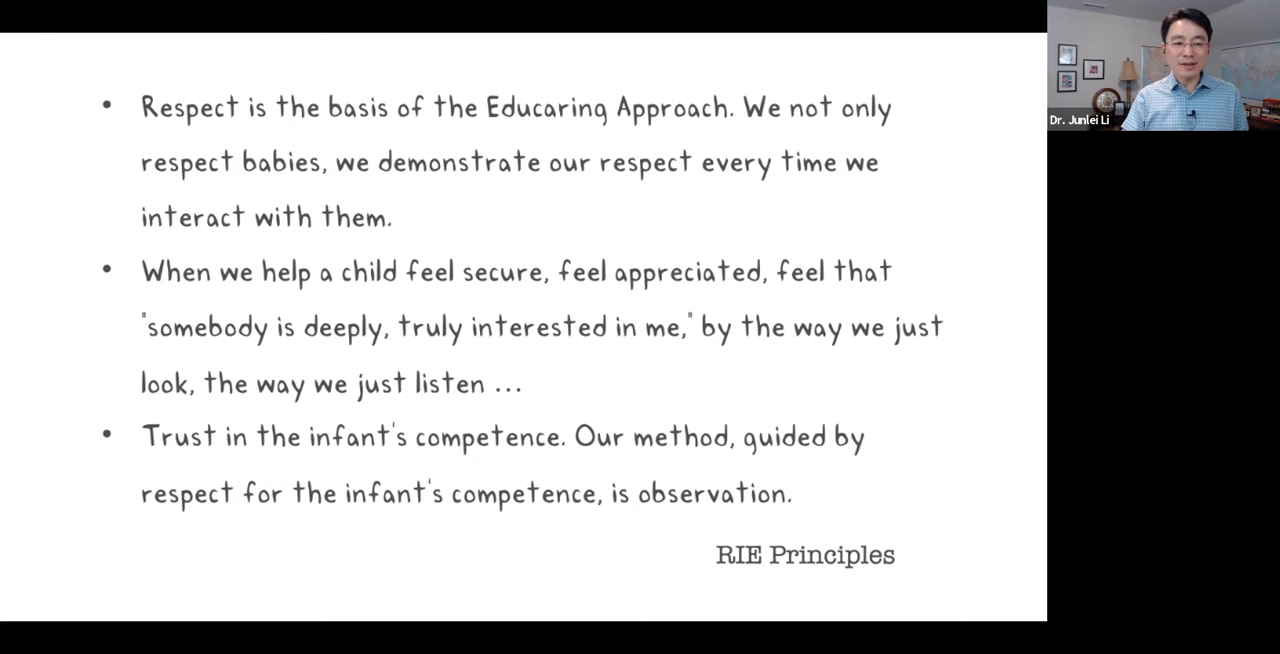 • Respect is the basis of the Educaring Approach. We not only
respect babies, we demonstrate our respect every time we
interact with them.
• When we help a child feel secure, feel appreciated, feel that
"somebody is deeply, truly interested in me," by the way we just
look, the way we just listen ...
• Trust in the infant's competence. Our method, guided by
respect for the infant's competence, is observation.
RIE Principles
Dr. Junlei Li